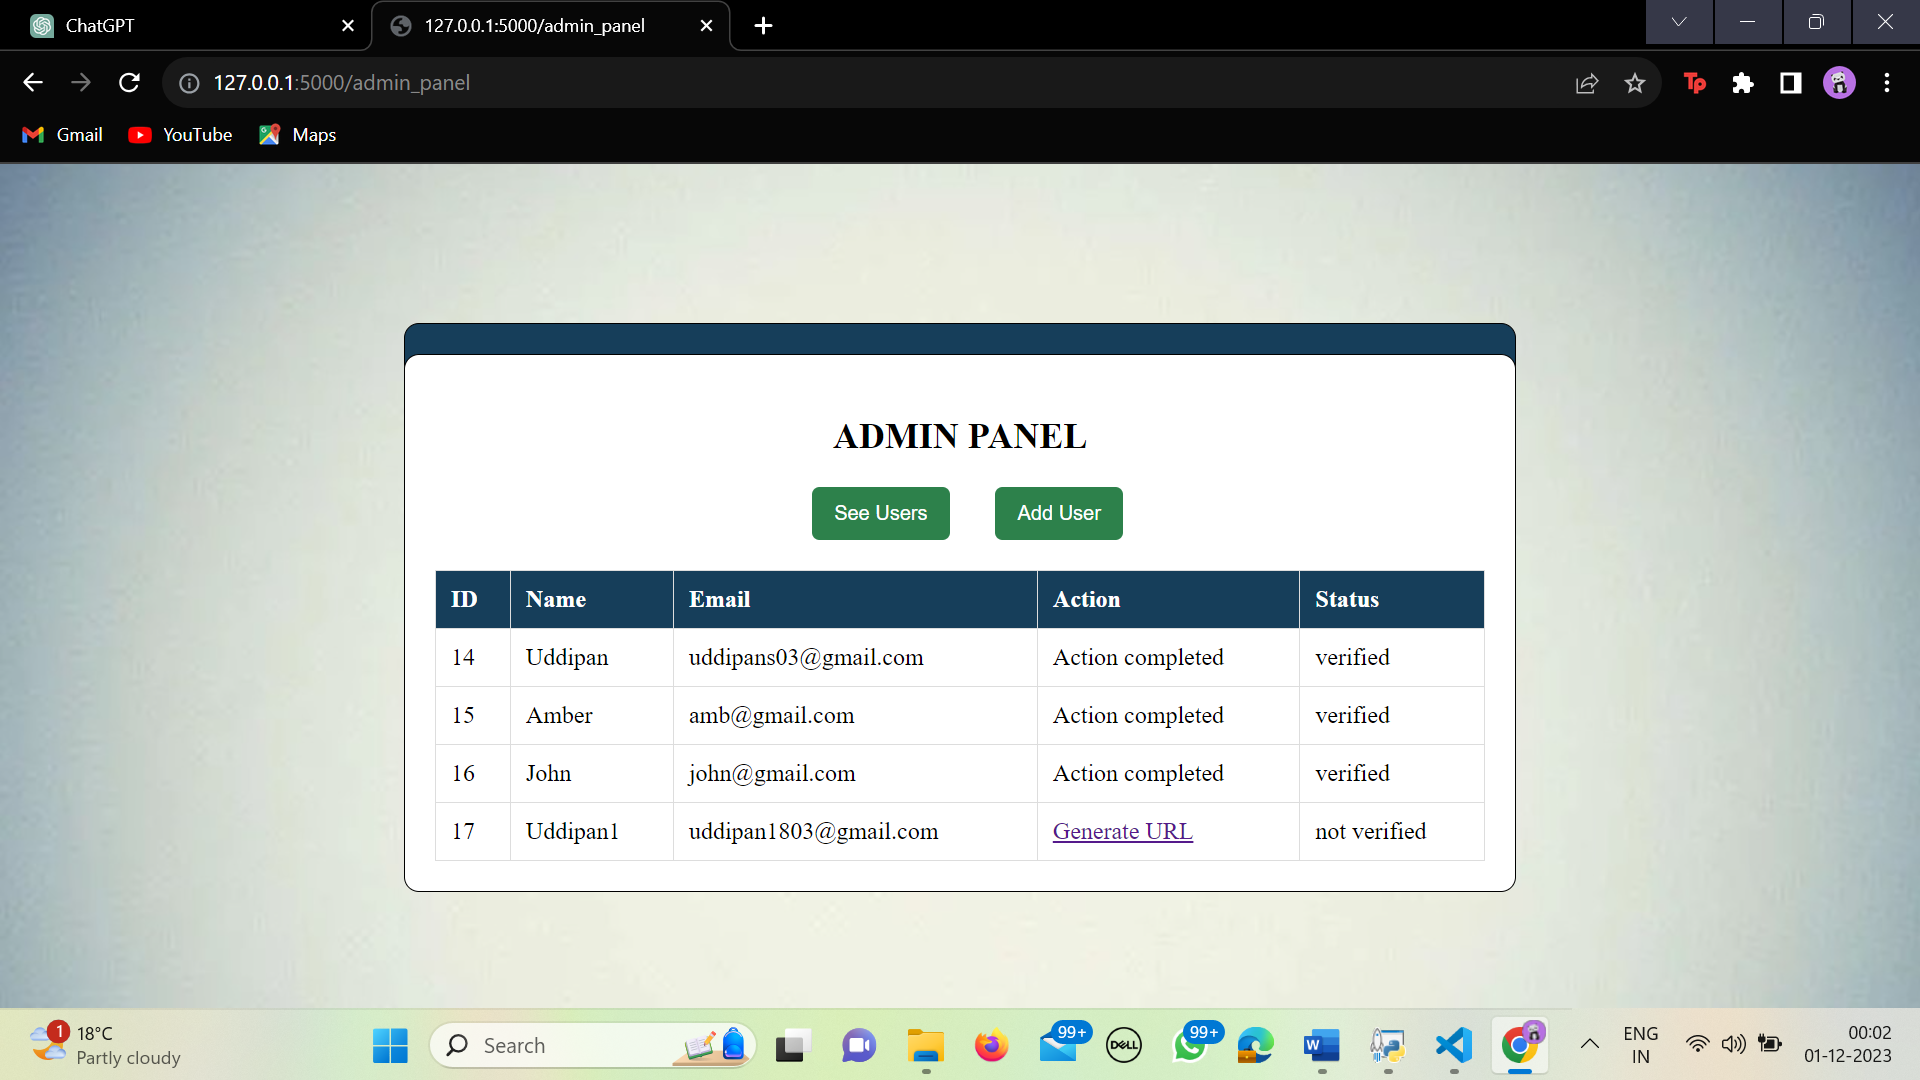 ChatGPT
127.0.0.1:5000/admin_panel
127.0.0.1:5000/admin_panel
Tp
Gmail YouTube Maps
ADMIN PANEL
See Users Add User
ID Name Email Action Status
14 Uddipan uddipans03@gmail.com Action completed verified
15 Amber amb@gmail.com Action completed verified
16 John john@gmail.com Action completed verified
17 Uddipan1 uddipan1803@gmail.com Generate URL not verified
1 18°C
Partly cloudy
Search
99+
DELL
99+
W
ENG
IN
00:02
01-12-2023